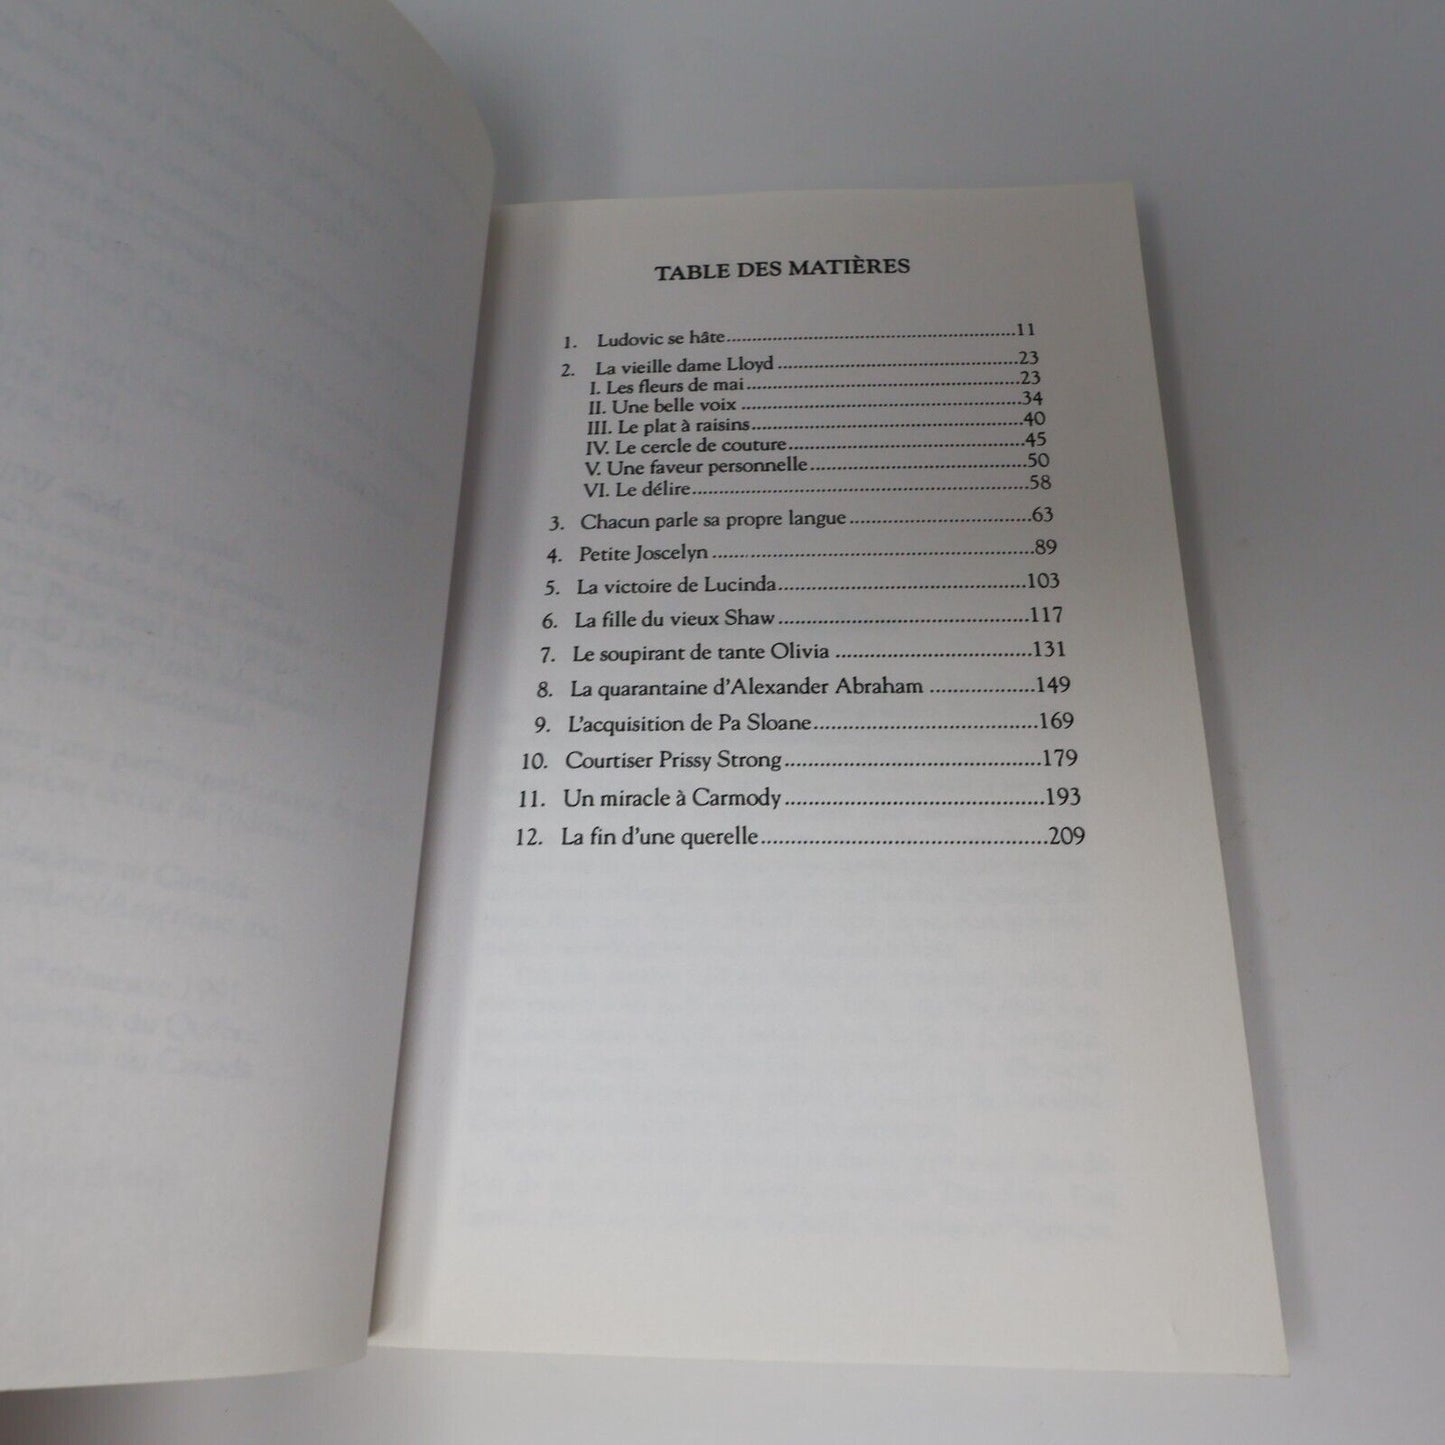 TABLE DES MATIÈRES
1. Ludovic se hâte..........11
2. La vieille dame Lloyd..........23
I. Les fleurs de mai..........23
II. Une belle voix..........34
III. Le plat à raisins..........40
IV. Le cercle de couture..........45
V. Une faveur personnelle..........50
VI. Le délire..........58
3. Chacun parle sa propre langue..........63
4. Petite Joscelyn..........89
5. La victoire de Lucinda..........103
6. La fille du vieux Shaw..........117
7. Le soupirant de tante Olivia..........131
8. La quarantaine d'Alexander Abraham..........149
9. L'acquisition de Pa Sloane..........169
10. Courtiser Prissy Strong..........179
11. Un miracle à Carmody..........193
12. La fin d'une querelle..........209